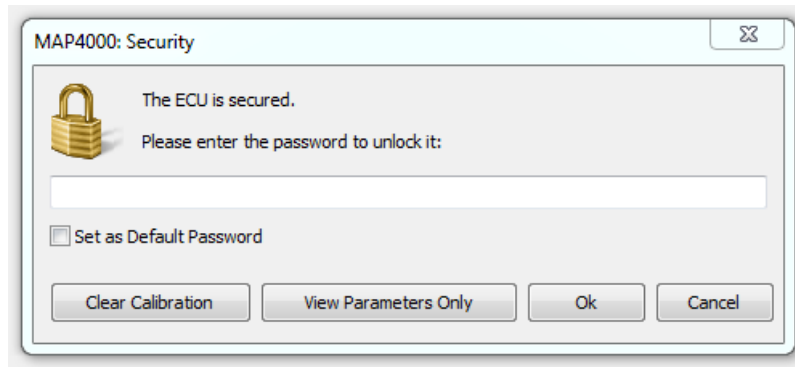 MAP4000: Security
The ECU is secured.
Please enter the password to unlock it:
Set as Default Password
Clear Calibration View Parameters Only Ok Cancel